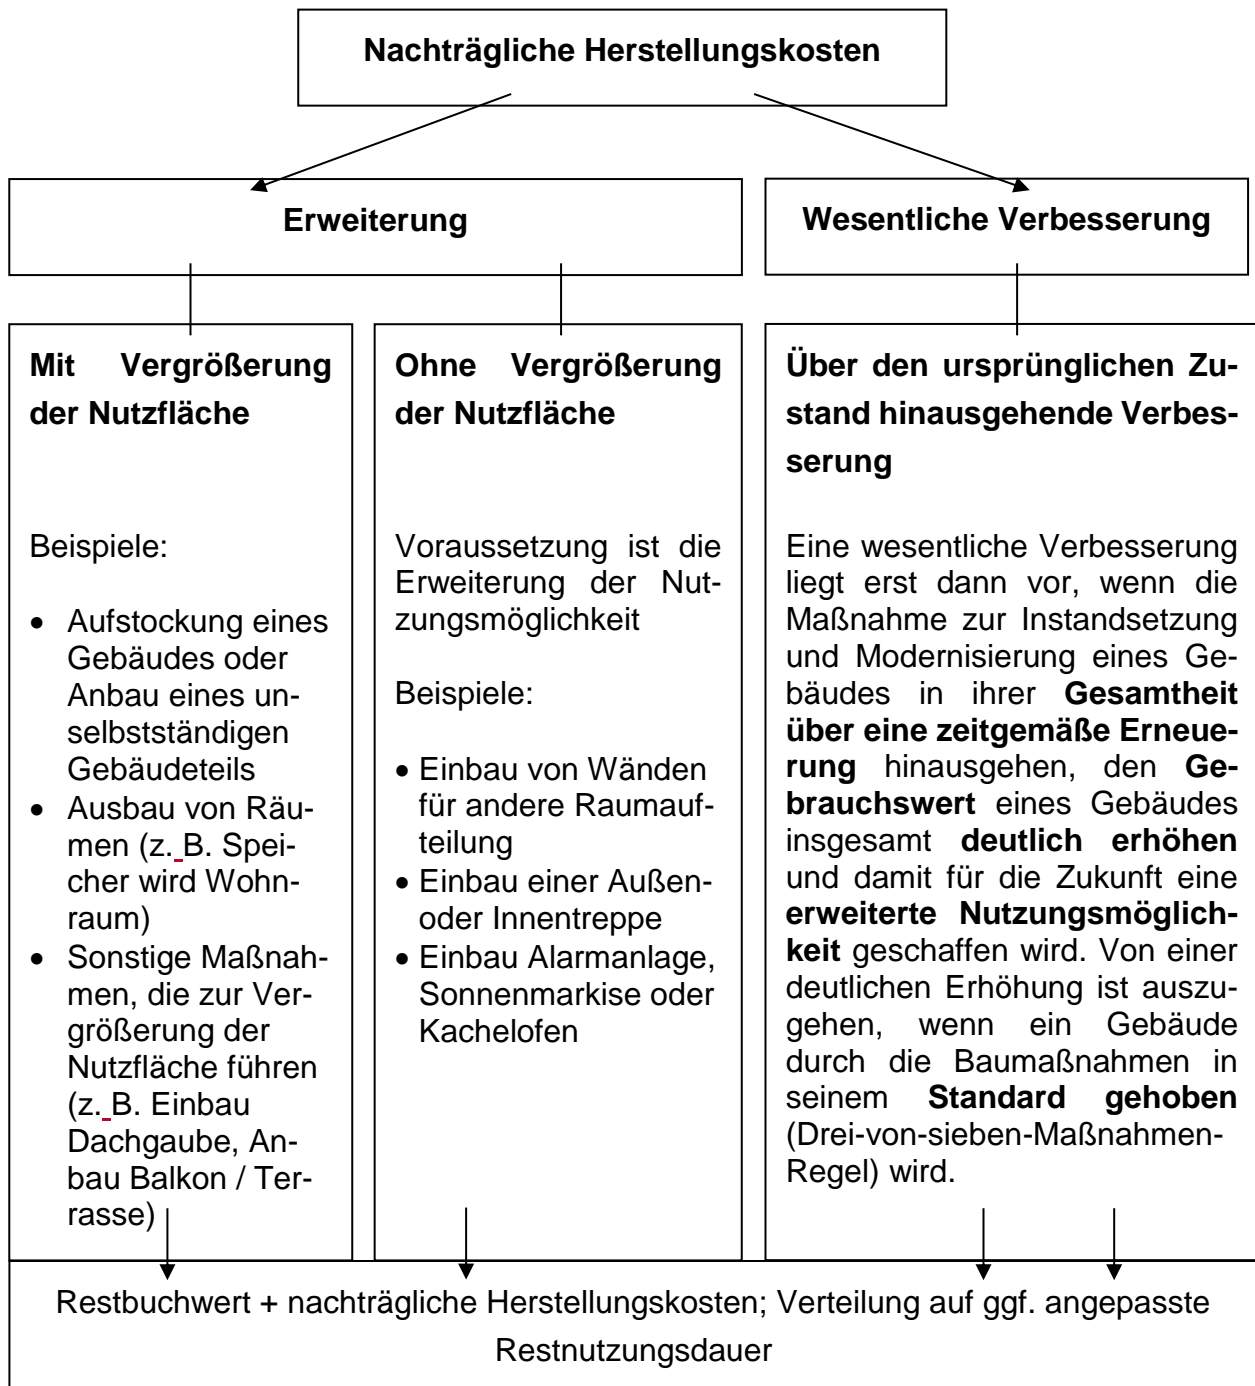 Nachträgliche Herstellungskosten
Erweiterung
Wesentliche Verbesserung
Mit Vergrößerung
der Nutzfläche
Beispiele:
• Aufstockung eines
Gebäudes oder
Anbau eines un-
selbstständigen
Gebäudeteils
• Ausbau von Räu-
men (z. B. Spei-
cher wird Wohn-
raum)
• Sonstige Maßnah-
men, die zur Ver-
größerung der
Nutzfläche führen
(z. B. Einbau
Dachgaube, An-
bau Balkon / Ter-
rasse)
Ohne Vergrößerung
der Nutzfläche
Voraussetzung ist die
Erweiterung der Nut-
zungsmöglichkeit
Beispiele:
• Einbau von Wänden
für andere Raumauf-
teilung
• Einbau einer Außen-
oder Innentreppe
• Einbau Alarmanlage,
Sonnenmarkise oder
Kachelofen
Über den ursprünglichen Zu-
stand hinausgehende Verbes-
serung
Eine wesentliche Verbesserung
liegt erst dann vor, wenn die
Maßnahme zur Instandsetzung
und Modernisierung eines Ge-
bäudes in ihrer Gesamtheit
über eine zeitgemäße Erneue-
rung hinausgehen, den Ge-
brauchswert eines Gebäudes
insgesamt deutlich erhöhen
und damit für die Zukunft eine
erweiterte Nutzungsmöglich-
keit geschaffen wird. Von einer
deutlichen Erhöhung ist auszu-
gehen, wenn ein Gebäude
durch die Baumaßnahmen in
seinem Standard gehoben
(Drei-von-sieben-Maßnahmen-
Regel) wird.
Restbuchwert + nachträgliche Herstellungskosten; Verteilung auf ggf. angepasste
Restnutzungsdauer